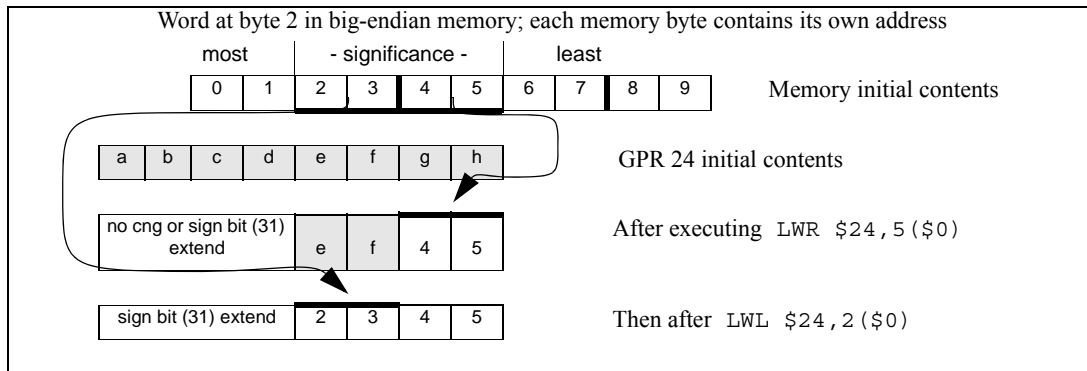 Word at byte 2 in big-endian memory; each memory byte contains its own address
most - significance - least
0 1 2 3 4 5 6 7 8 9 Memory initial contents
a b c d e f g h GPR 24 initial contents
no cng or sign bit (31)
extend e f 4 5 After executing LWR $24,5($0)
sign bit (31) extend 2 3 4 5 Then after LWL $24,2($0)